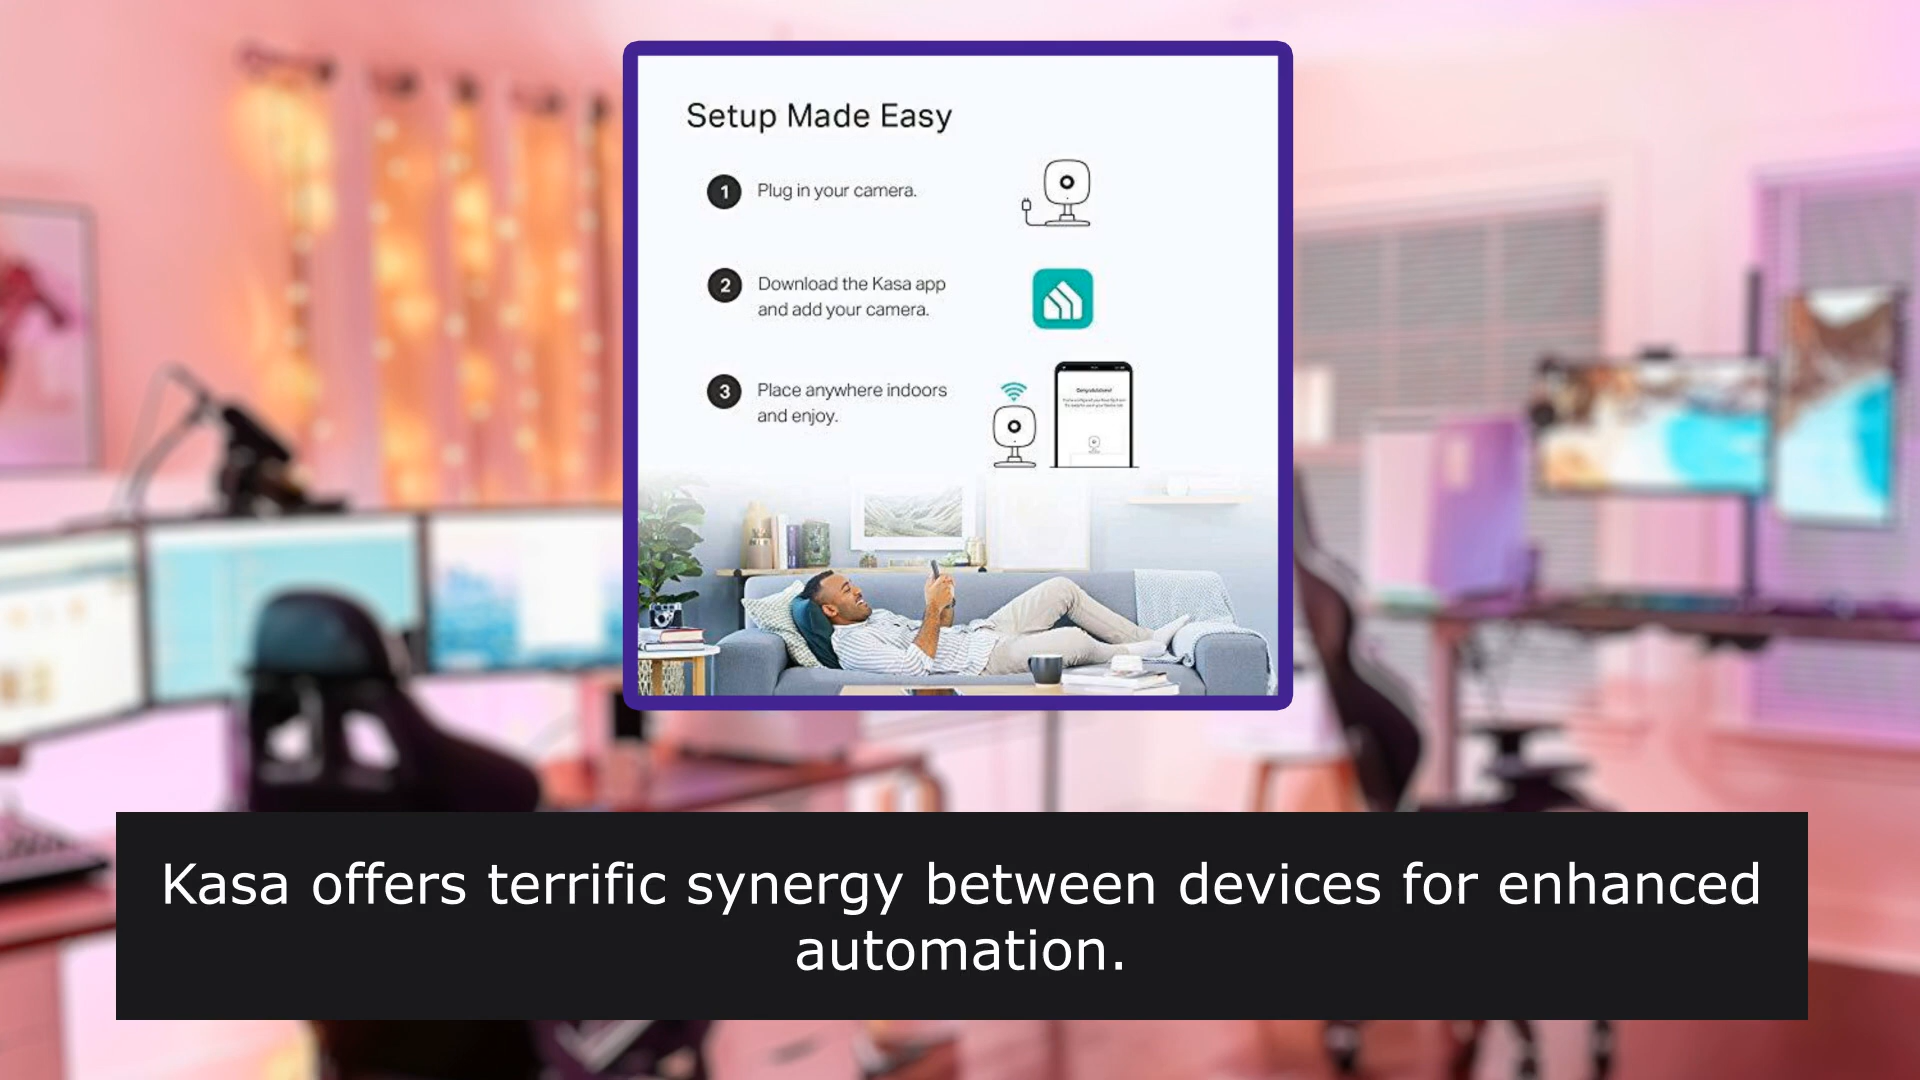 Setup Made Easy
1 Plug in your camera.
2 Download the Kasa app
and add your camera.
3 Place anywhere indoors
and enjoy.
Congratulations!
Kasa offers terrific synergy between devices for enhanced
automation.